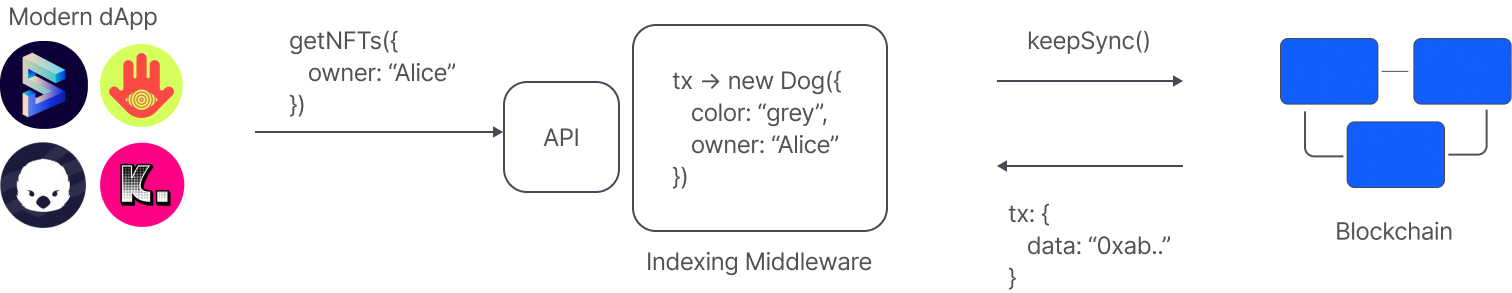 Modern dApp
K.
getNFTs({
owner: “Alice”
})
API
tx → new Dog({
color: “grey”,
owner: “Alice”
})
Indexing Middleware
keepSync()
tx: {
data: “0xab..”
}
Blockchain